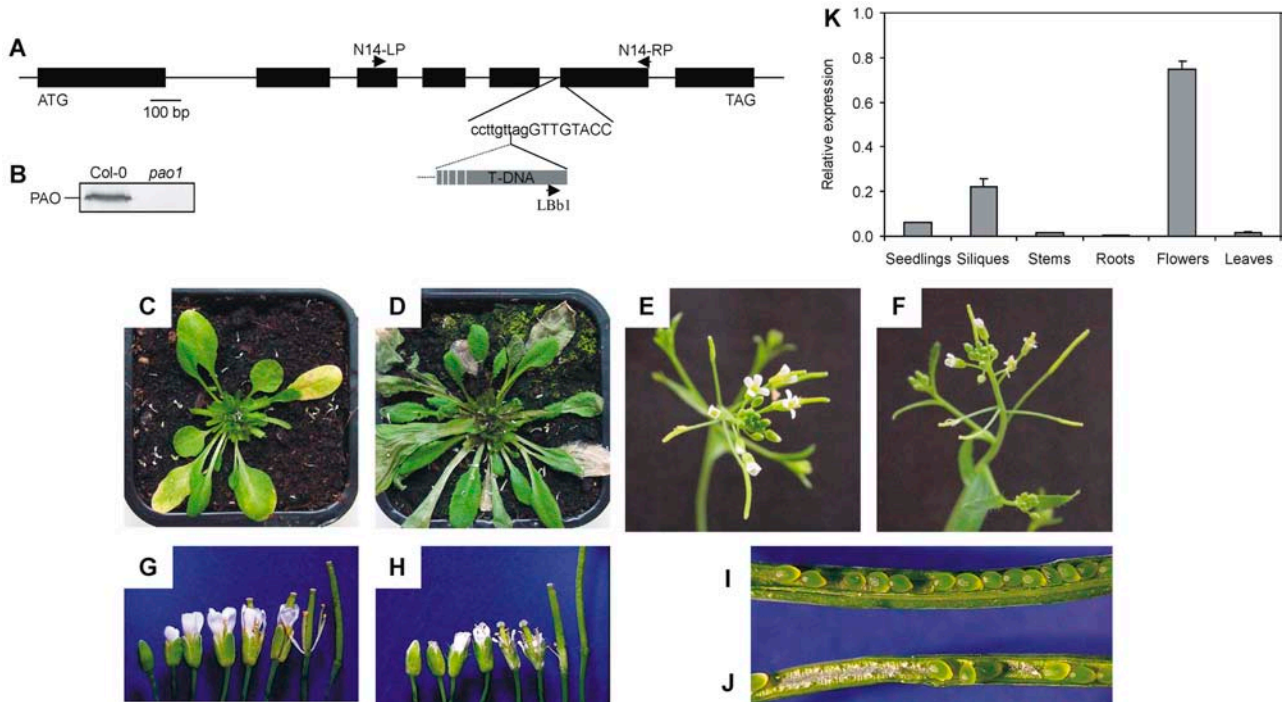 A
N14-LP
N14-RP
ATG
100 bp
TAG
ccttgttagGTTGTACC
T-DNA
LBb1
B
Col-0 pao1
PAO
K
Relative expression
1.0
0.8
0.6
0.4
0.2
0.0
Seedlings Siliques Stems Roots Flowers Leaves
C
D
E
F
G
H
I
J